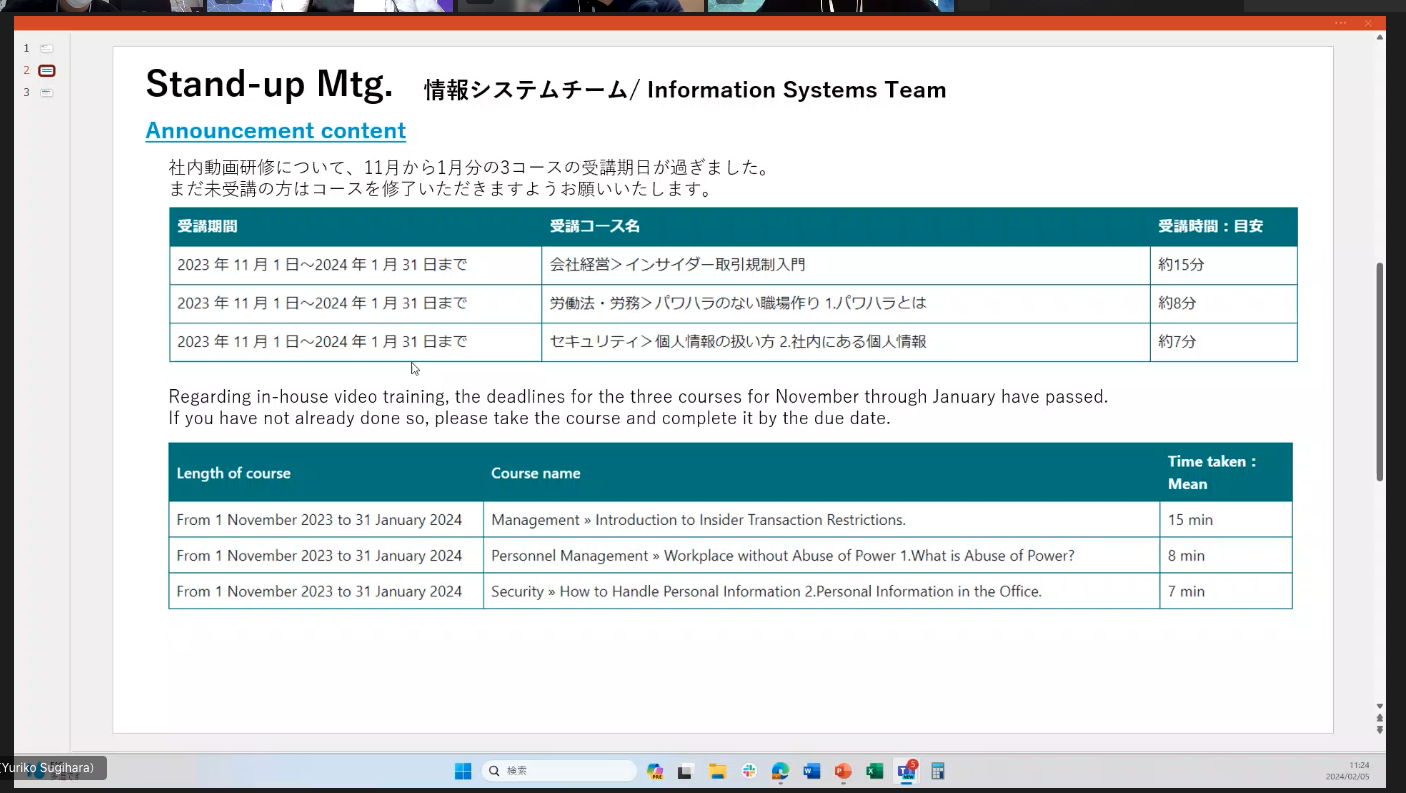 1
2
3
Stand-up Mtg. 情報システムチーム/ Information Systems Team
Announcement content
社内動画研修について、11月から1月分の3コースの受講期日が過ぎました。
まだ未受講の方はコースを修了いただきますようお願いいたします。
受講期間 受講コース名 受講時間：目安
2023 年 11 月 1 日～2024 年 1 月 31 日まで 会社経営＞インサイダー取引規制入門 約15分
2023 年 11 月 1 日～2024 年 1 月 31 日まで 労働法・労務＞パワハラのない職場作り 1.パワハラとは 約8分
2023 年 11 月 1 日～2024 年 1 月 31 日まで セキュリティ＞個人情報の扱い方 2.社内にある個人情報 約7分
Regarding in-house video training, the deadlines for the three courses for November through January have passed.
If you have not already done so, please take the course and complete it by the due date.
Length of course Course name Time taken：
Mean
From 1 November 2023 to 31 January 2024 Management » Introduction to Insider Transaction Restrictions. 15 min
From 1 November 2023 to 31 January 2024 Personnel Management » Workplace without Abuse of Power 1.What is Abuse of Power? 8 min
From 1 November 2023 to 31 January 2024 Security » How to Handle Personal Information 2.Personal Information in the Office. 7 min
(Yuriko Sugihara)
検索
11:24
2024/02/05